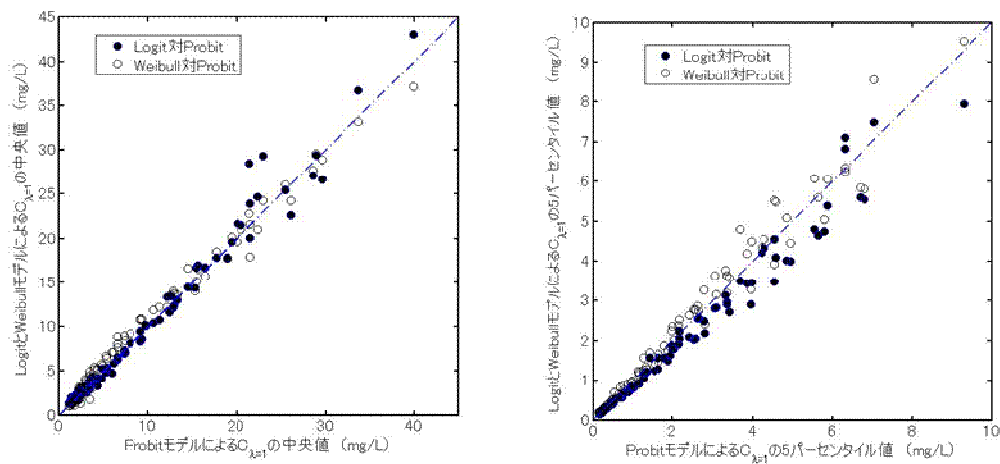 LogitとWeibullモデルによるCλ=1の中央値 (mg/L)
45
40
35
30
25
20
15
10
5
0
Logit対Probit
Weibull対Probit
0 10 20 30 40
ProbitモデルによるCλ=1の中央値 (mg/L)
LogitとWeibullモデルによるCλ=1の5パーセンタイル値 (mg/L)
10
9
8
7
6
5
4
3
2
1
0
Logit対Probit
Weibull対Probit
0 2 4 6 8 10
ProbitモデルによるCλ=1の5パーセンタイル値 (mg/L)